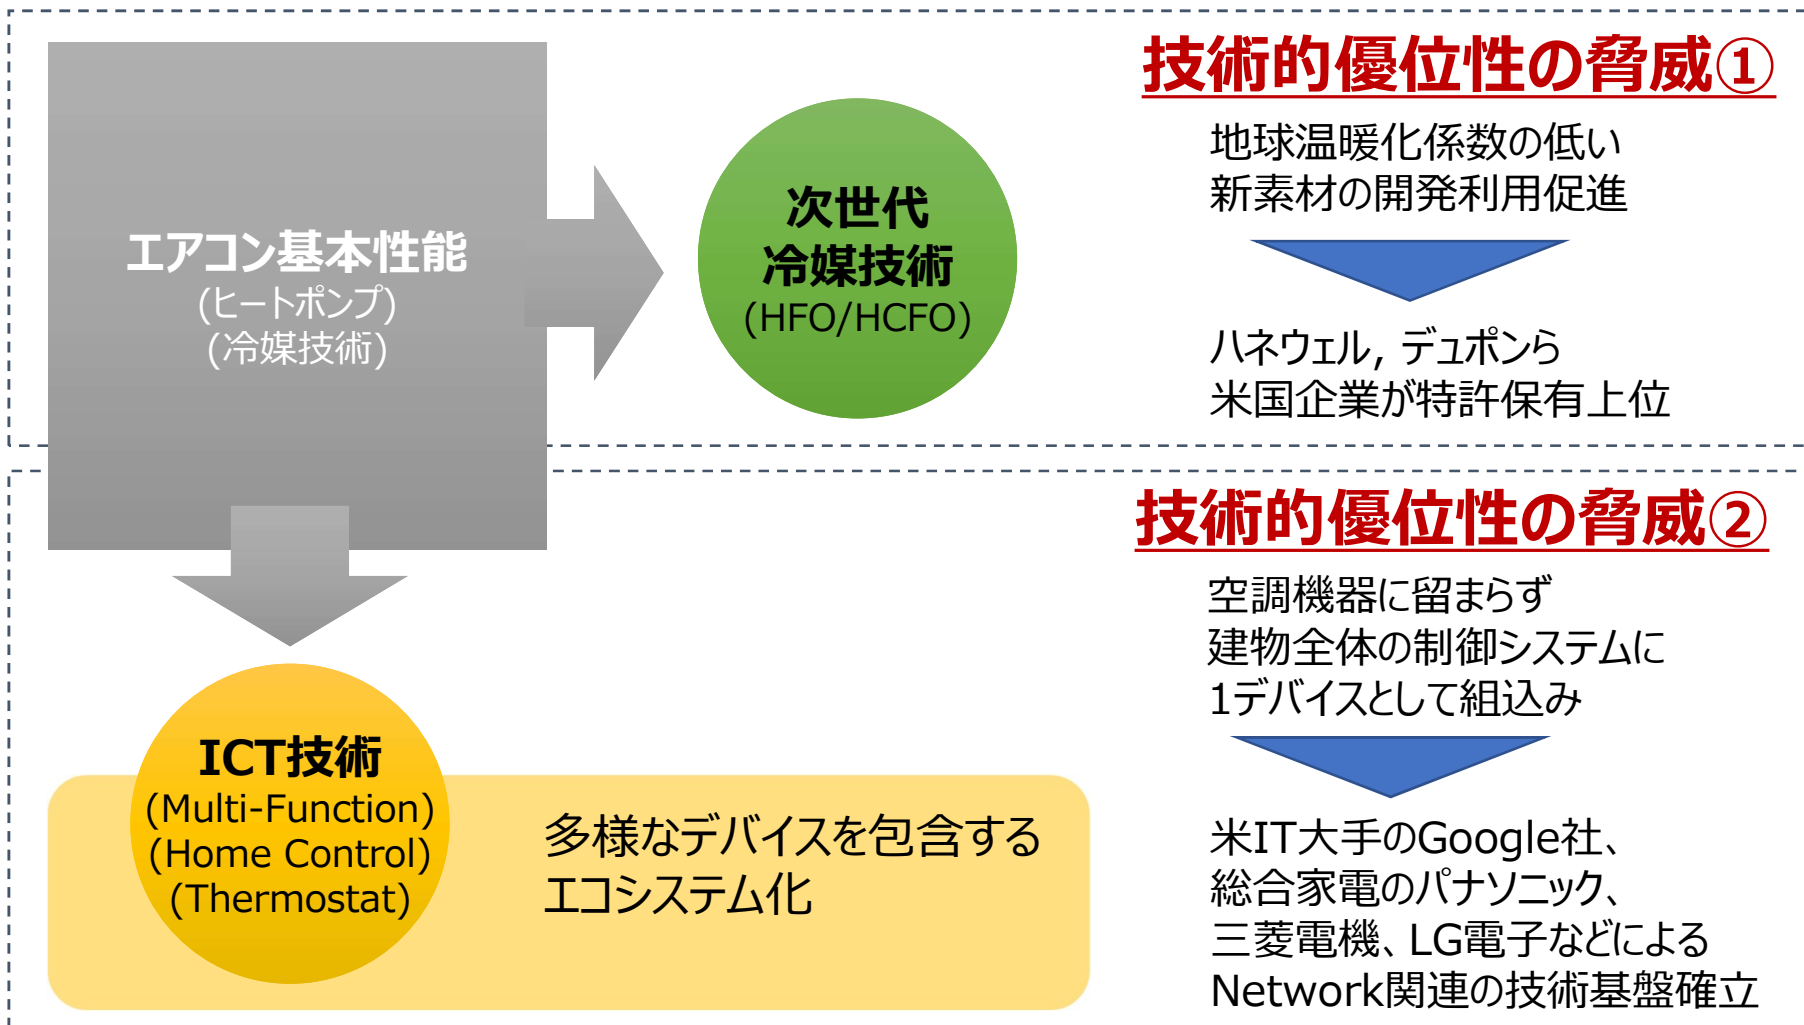 エアコン基本性能
(ヒートポンプ)
(冷媒技術)
次世代
冷媒技術
(HFO/HCFO)
技術的優位性の脅威①
地球温暖化係数の低い
新素材の開発利用促進
ハネウェル, デュポンら
米国企業が特許保有上位
ICT技術
(Multi-Function)
(Home Control)
(Thermostat)
多様なデバイスを包含する
エコシステム化
技術的優位性の脅威②
空調機器に留まらず
建物全体の制御システムに
1デバイスとして組込み
米IT大手のGoogle社、
総合家電のパナソニック、
三菱電機、LG電子などによる
Network関連の技術基盤確立